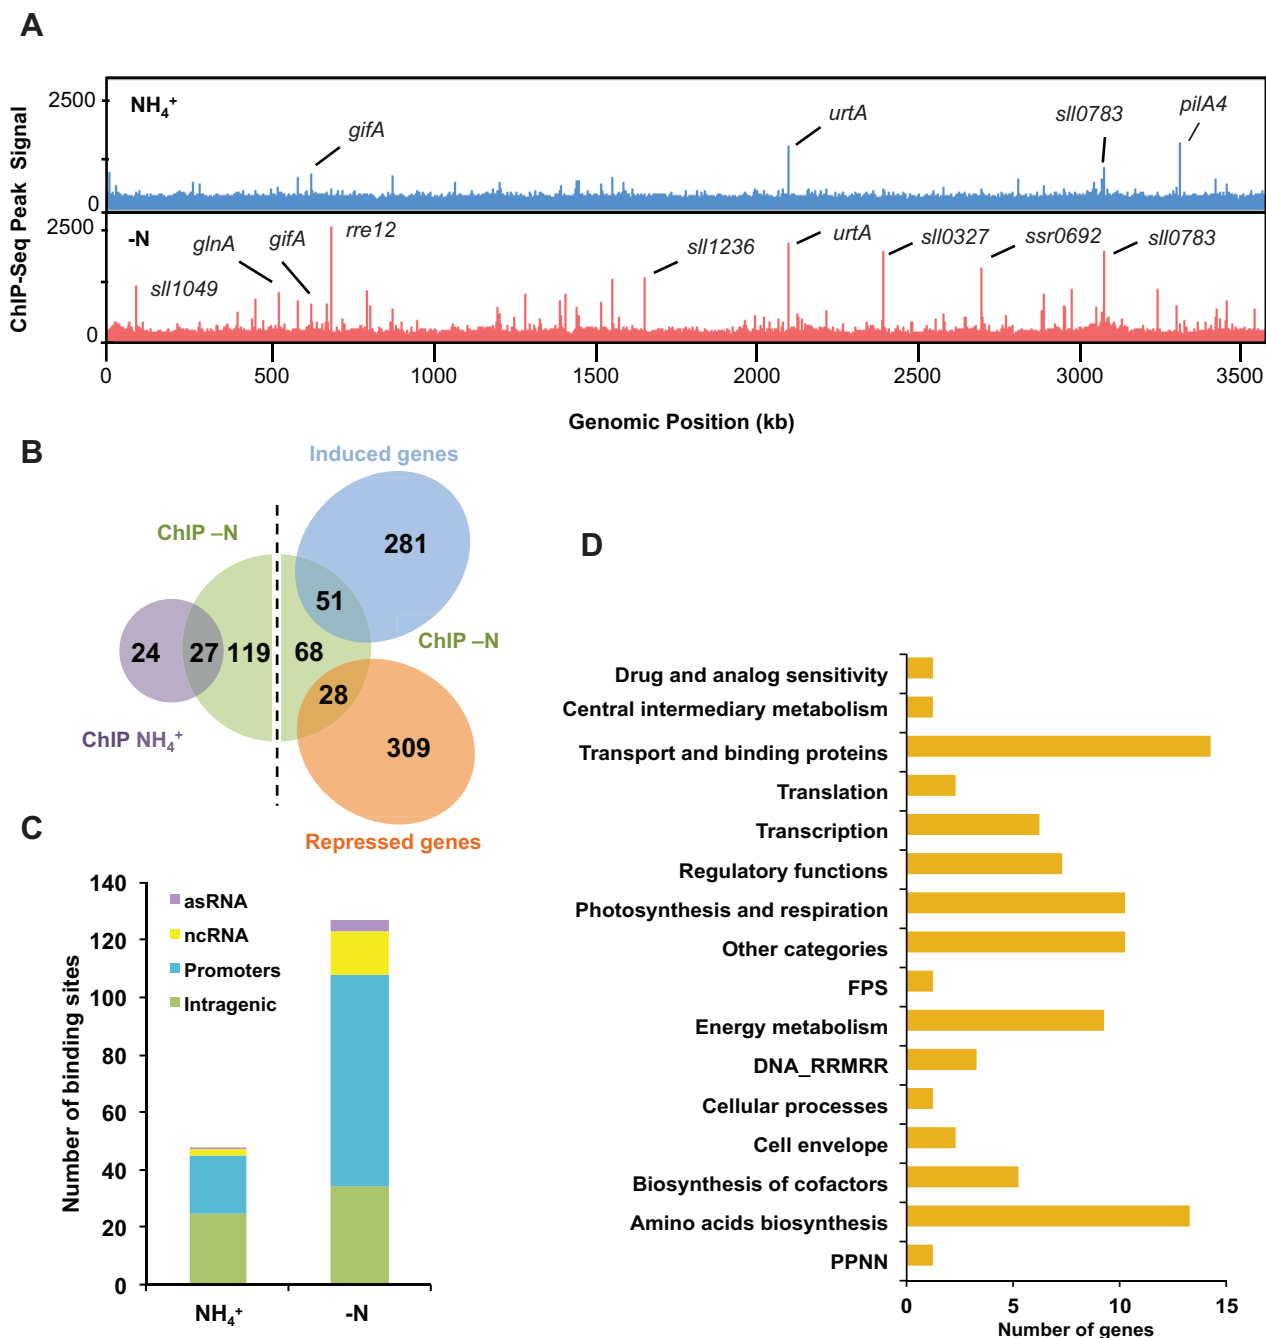 A
ChIP-Seq Peak Signal
2500
0
NH4+
gifA
urtA
sll0783
pilA4
2500
0
-N
sll1049
glnA
gifA
rre12
sll1236
urtA
sll0327
ssr0692
sll0783
0 500 1000 1500 2000 2500 3000 3500
Genomic Position (kb)
B
Induced genes
ChIP –N
281
51
ChIP –N
24 27 119 68
28
ChIP NH4+
309
Repressed genes
C
Number of binding sites
140
120
100
80
60
40
20
0
asRNA
ncRNA
Promoters
Intragenic
NH4+ -N
D
Drug and analog sensitivity
Central intermediary metabolism
Transport and binding proteins
Translation
Transcription
Regulatory functions
Photosynthesis and respiration
Other categories
FPS
Energy metabolism
DNA_RRMRR
Cellular processes
Cell envelope
Biosynthesis of cofactors
Amino acids biosynthesis
PPNN
0 5 10 15
Number of genes